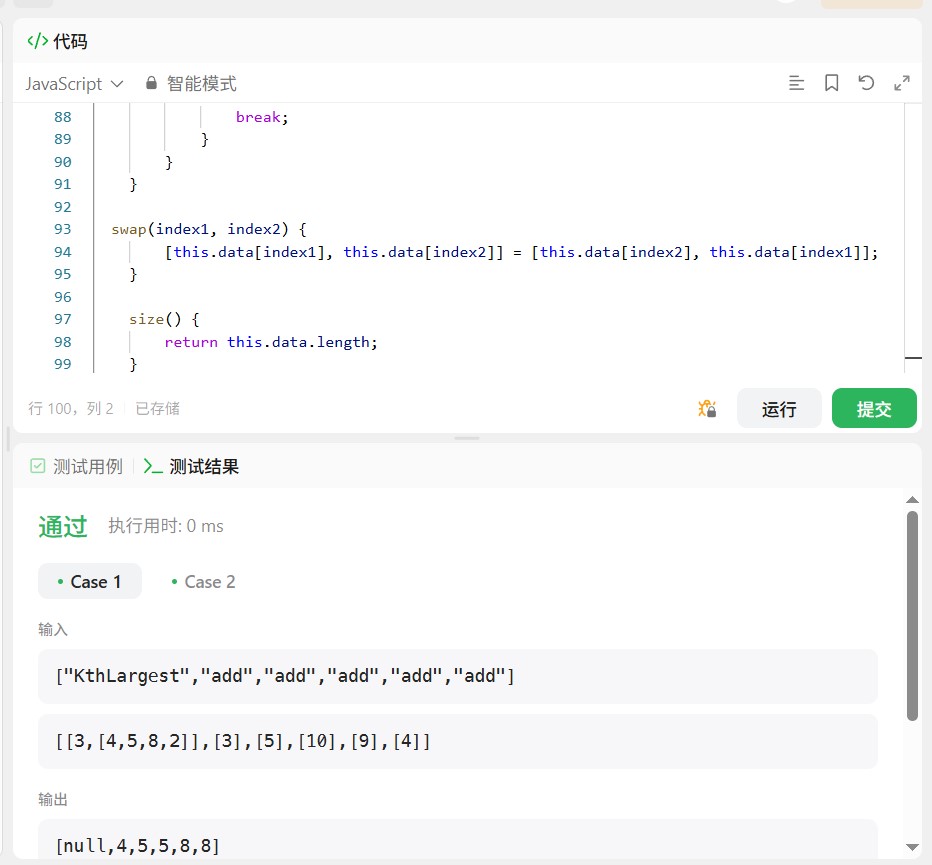 </> 代码
JavaScript 智能模式
88 break;
89 }
90 }
91 }
92
93 swap(index1, index2) {
94 [this.data[index1], this.data[index2]] = [this.data[index2], this.data[index1]];
95 }
96
97 size() {
98 return this.data.length;
99 }
行 100，列 2 已存储 运行 提交
测试用例 >_ 测试结果
通过 执行用时: 0 ms
• Case 1 • Case 2
输入
["KthLargest","add","add","add","add","add"]
[[3,[4,5,8,2]],[3],[5],[10],[9],[4]]
输出
[null,4,5,5,8,8]